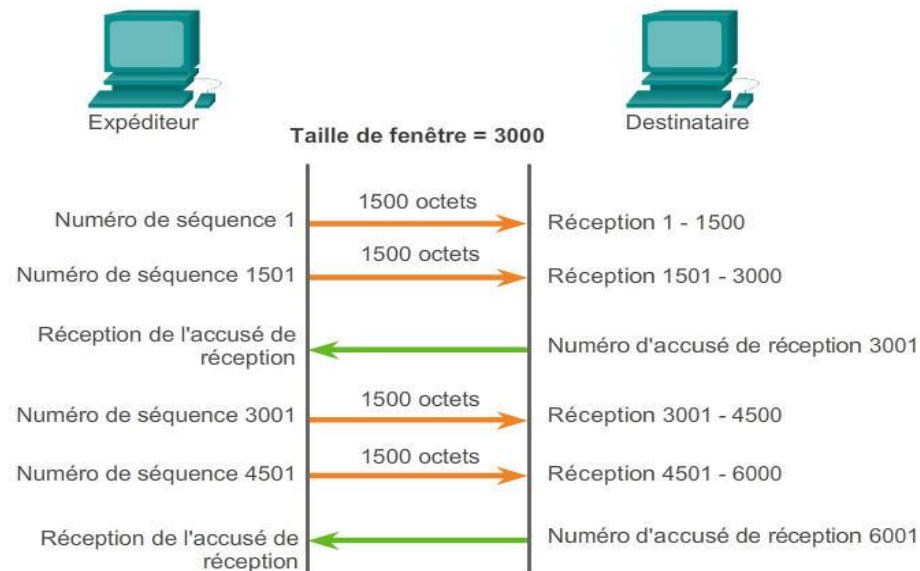 Expéditeur
Destinataire
Taille de fenêtre = 3000
1500 octets
Numéro de séquence 1
Réception 1 - 1500
1500 octets
Numéro de séquence 1501
Réception 1501 - 3000
Réception de l'accusé de
réception
Numéro d'accusé de réception 3001
1500 octets
Numéro de séquence 3001
Réception 3001 - 4500
1500 octets
Numéro de séquence 4501
Réception 4501 - 6000
Réception de l'accusé de
réception
Numéro d'accusé de réception 6001